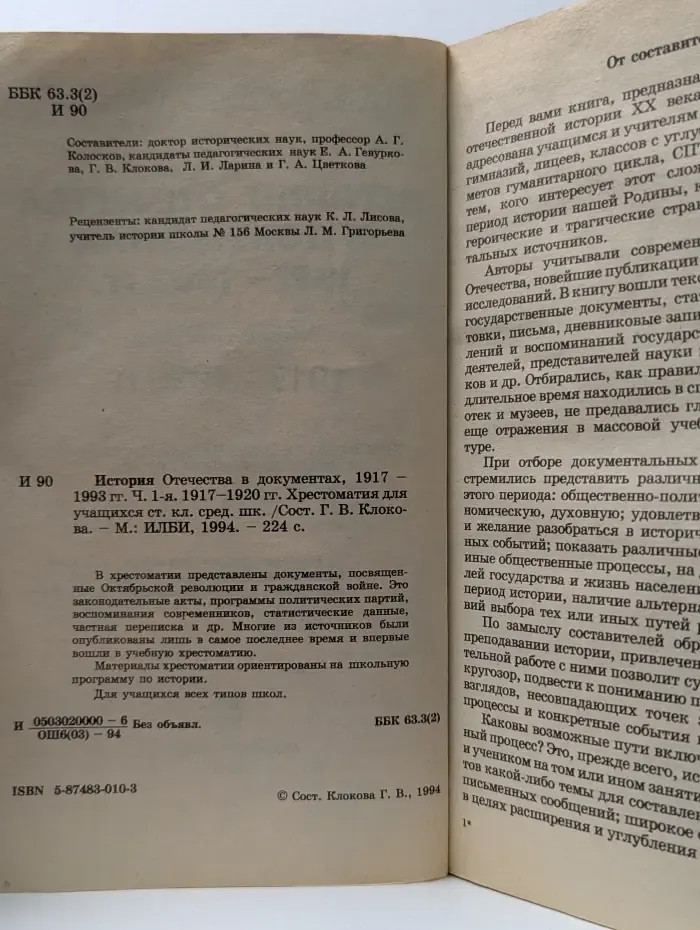 ББК 63.3(2)
И 90
Составители: доктор исторических наук, профессор А. Г.
Колосков, кандидаты педагогических наук Е. А. Гевурко-
ва, Г. В. Клокова, Л. И. Ларина и Г. А. Цветкова
Рецензенты: кандидат педагогических наук К. Л. Лисова,
учитель истории школы № 156 Москвы Л. М. Григорьева
И 90 История Отечества в документах, 1917 –
1993 гг. Ч. 1-я. 1917–1920 гг. Хрестоматия для
учащихся ст. кл. сред. шк. /Сост. Г. В. Клоко-
ва. – М.: ИЛБИ, 1994. – 224 с.
В хрестоматии представлены документы, посвящен-
ные Октябрьской революции и гражданской войне. Это
законодательные акты, программы политических партий,
воспоминания современников, статистические данные,
частная переписка и др. Многие из источников были
опубликованы лишь в самое последнее время и впервые
вошли в учебную хрестоматию.
Материалы хрестоматии ориентированы на школьную
программу по истории.
Для учащихся всех типов школ.
И 0503020000 – 6 Без объявл. ББК 63.3(2)
ОШ6(03) – 94
ISBN 5-87483-010-3
© Сост. Клокова Г. В., 1994
От составите
Перед вами книга, предназна
отечественной истории XX века
адресована учащимся и учителям
гимназий, лицеев, классов с углу
метов гуманитарного цикла, СПТ
тем, кого интересует этот слож
период истории нашей Родины, к
героические и трагические стран
тальных источников.
Авторы учитывали современ
Отечества, новейшие публикации
исследований. В книгу вошли тек
государственные документы, стат
товки, письма, дневниковые запи
лений и воспоминаний государст
деятелей, представителей науки и
ков и др. Отбирались, как правил
длительное время находились в сп
отек и музеев, не предавались гл
еще отражения в массовой учеб
туре.
При отборе документальных
стремились представить различн
этого периода: общественно-полит
номическую, духовную; удовлетв
и желание разобраться в историч
ных событий; показать различные
иные общественные процессы, на
лей государства и жизнь населен
период истории, наличие альтерна
вий выбора тех или иных путей р
По замыслу составителей обр
преподавании истории, привлечен
тельной работе с ними позволит су
кругозор, подвести к пониманию п
взглядов, несовпадающих точек
процессы и конкретные события
Каковы возможные пути включ
ный процесс? Это, прежде всего, ис
и учеником на том или ином заняти
тов какой-либо темы для составлен
письменных сообщений; широкое
в целях расширения и углубления
1*